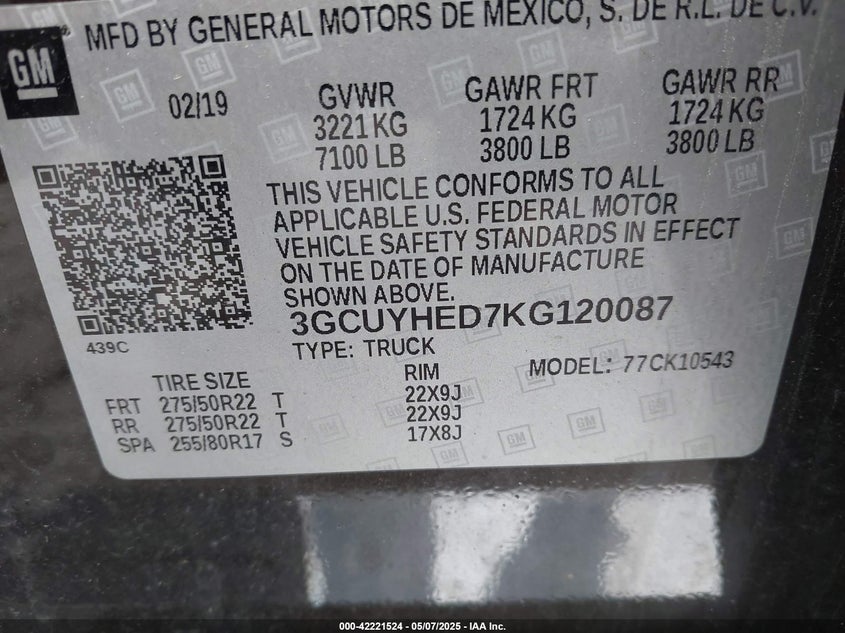 MFD BY GENERAL MOTORS DE MEXICO, S. DE R.L. DE C.V.
GM
02/19
GVWR GAWR FRT GAWR RR
3221 KG 1724 KG 1724 KG
7100 LB 3800 LB 3800 LB
THIS VEHICLE CONFORMS TO ALL
APPLICABLE U.S. FEDERAL MOTOR
VEHICLE SAFETY STANDARDS IN EFFECT
ON THE DATE OF MANUFACTURE
SHOWN ABOVE.
3GCUYHED7KG120087
439C
TYPE: TRUCK
MODEL: 77CK10543
TIRE SIZE RIM
FRT 275/50R22 T 22X9J
RR 275/50R22 T 22X9J
SPA 255/80R17 S 17X8J
000-42221524 | 05/07/2025 - IAA Inc.